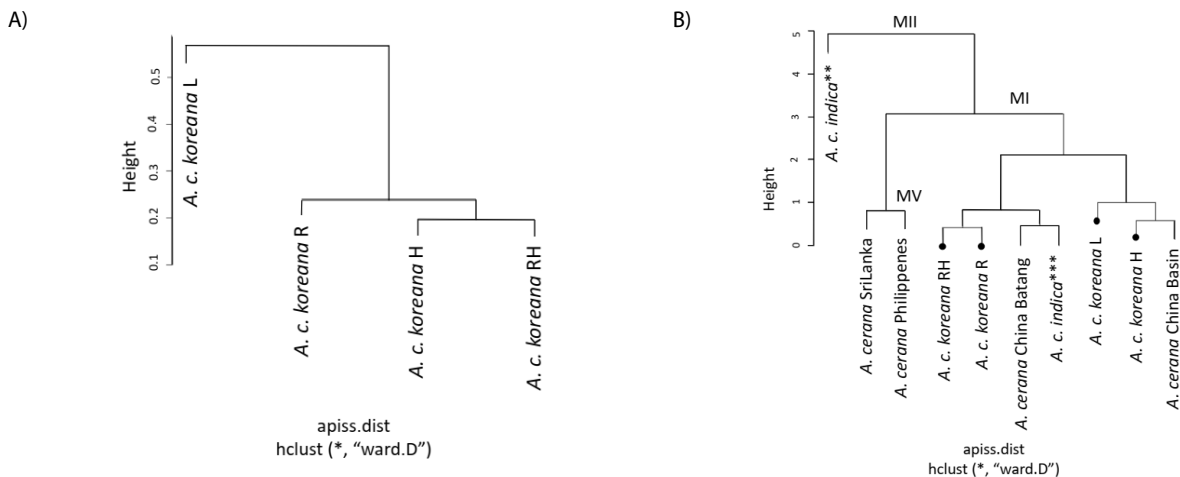 A)
Height
0.5
0.4
0.3
0.2
0.1
A. c. koreana L
A. c. koreana R
A. c. koreana H
A. c. koreana RH
apiss.dist
hclust (*, “ward.D”)
B)
Height
5
4
3
2
1
0
MII
MI
MV
A. c. indica**
A. cerana SriLanka
A. cerana Philippenes
A. c. koreana RH
A. c. koreana R
A. cerana China Batang
A. c. indica***
A. c. koreana L
A. c. koreana H
A. cerana China Basin
apiss.dist
hclust (*, “ward.D”)